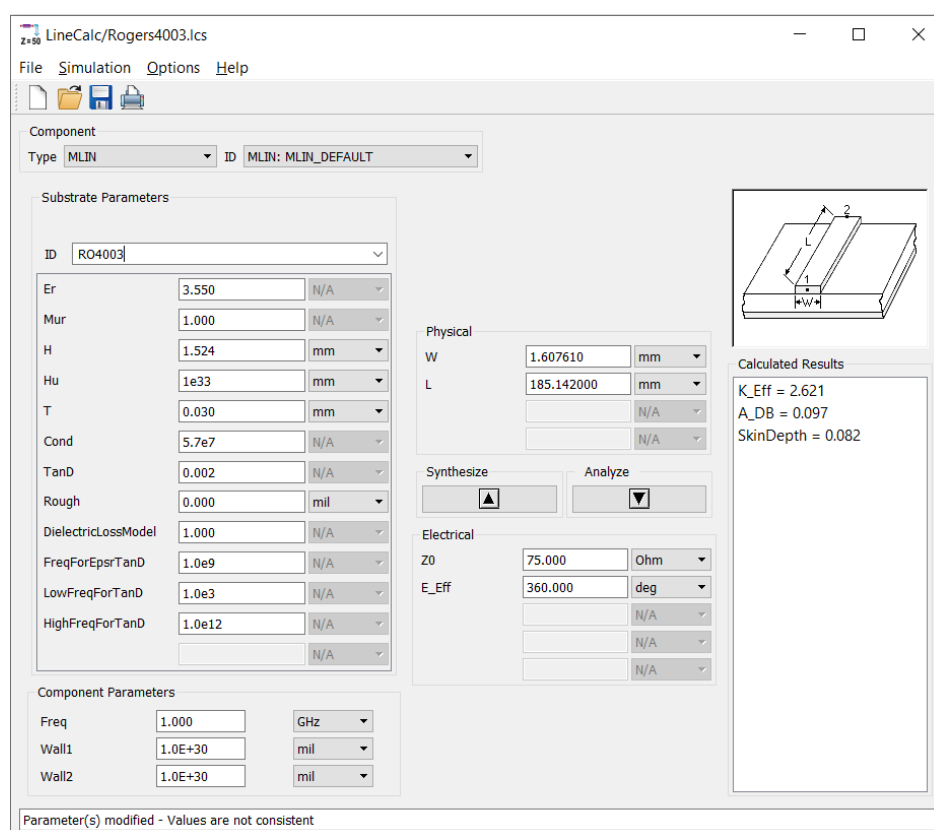 Z=50 LineCalc/Rogers4003.lcs
File Simulation Options Help
Component
Type MLIN ID MLIN: MLIN_DEFAULT
Substrate Parameters
ID RO4003
Er 3.550 N/A
Mur 1.000 N/A
H 1.524 mm
Hu 1e33 mm
T 0.030 mm
Cond 5.7e7 N/A
TanD 0.002 N/A
Rough 0.000 mil
DielectricLossModel 1.000 N/A
FreqForEpsrTanD 1.0e9 N/A
LowFreqForTanD 1.0e3 N/A
HighFreqForTanD 1.0e12 N/A
N/A
Component Parameters
Freq 1.000 GHz
Wall1 1.0E+30 mil
Wall2 1.0E+30 mil
Physical
W 1.607610 mm
L 185.142000 mm
N/A
N/A
Synthesize Analyze
Electrical
Z0 75.000 Ohm
E_Eff 360.000 deg
N/A
N/A
N/A
2
L
1
W
Calculated Results
K_Eff = 2.621
A_DB = 0.097
SkinDepth = 0.082
Parameter(s) modified - Values are not consistent